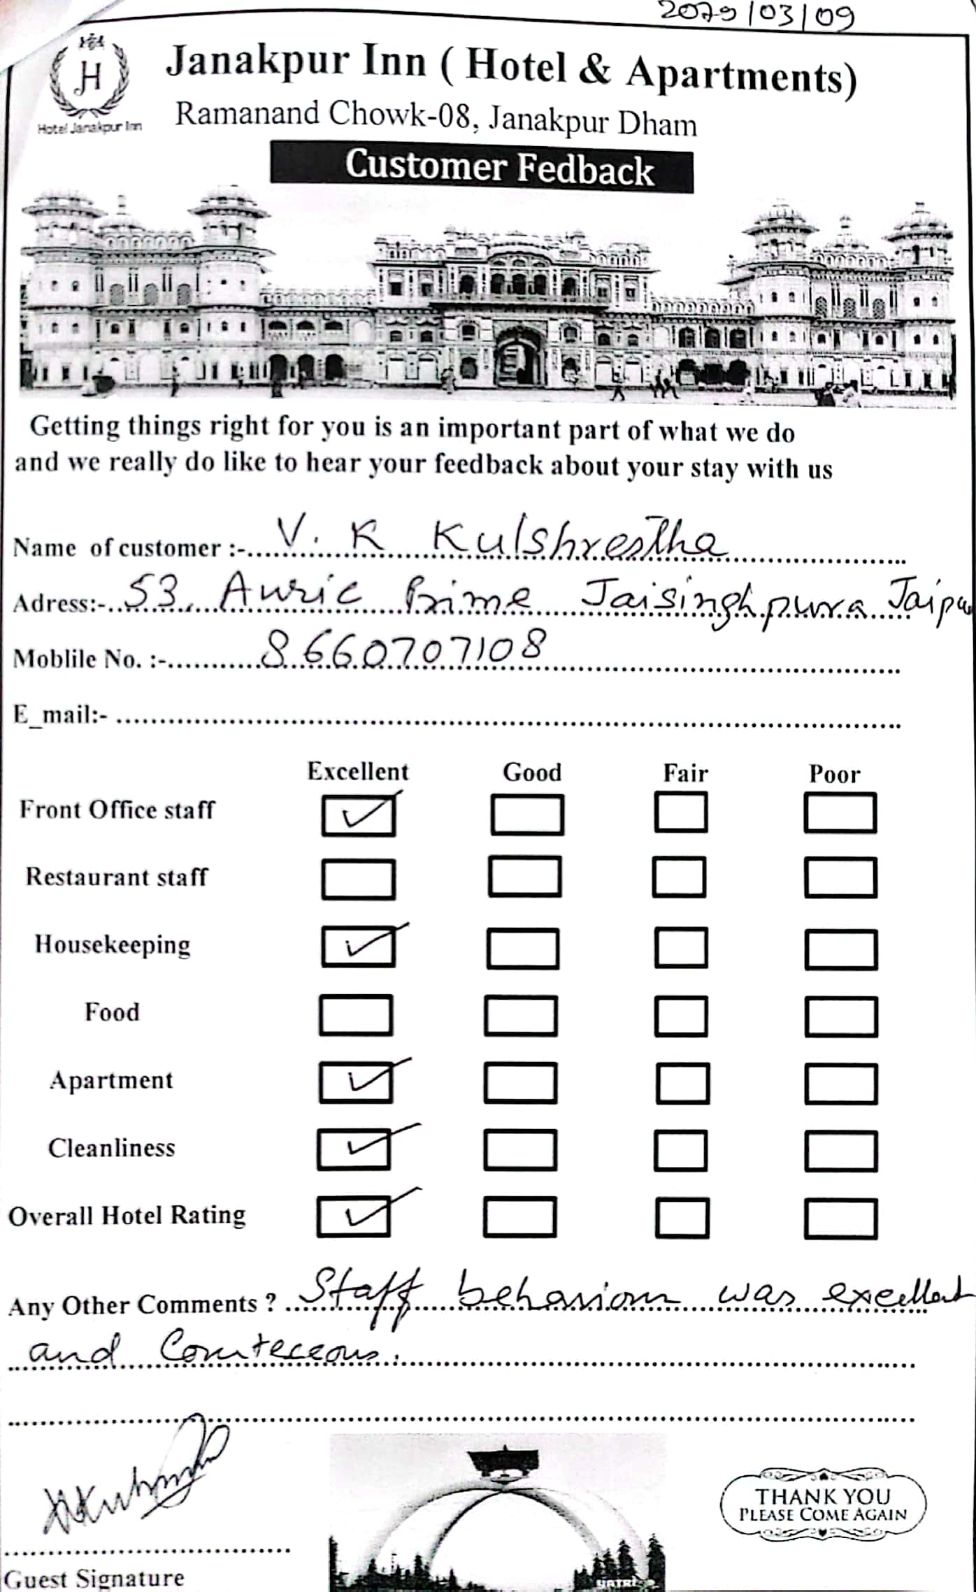 2079/03/09
H
Hotel Janakpur Inn
Janakpur Inn ( Hotel & Apartments)
Ramanand Chowk-08, Janakpur Dham
Customer Fedback
Getting things right for you is an important part of what we do
and we really do like to hear your feedback about your stay with us
Name of customer :-....V. K Kulshrestha
Adress:-..53, Auric Prime Jaisinghpura Jaipu
Moblile No. :-..........8660707108
E_mail:- ........
Excellent Good Fair Poor
Front Office staff
Restaurant staff
Housekeeping
Food
Apartment
Cleanliness
Overall Hotel Rating
Any Other Comments ? ..Staff behaviour was excellent
and Courteceous.
THANK YOU
PLEASE COME AGAIN
Guest Signature